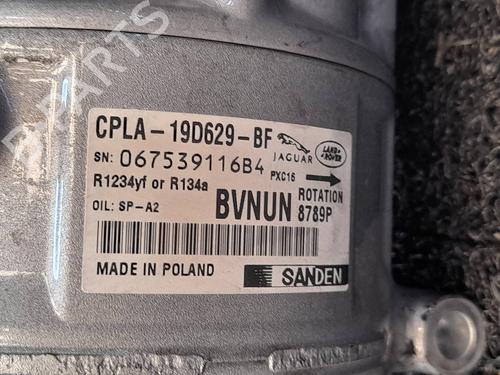 CPLA-19D629-BF
JAGUAR
LAND ROVER
SN: 067539116B4
PXC16
R1234yf or R134a
ROTATION
OIL: SP-A2
BVNUN
8789P
MADE IN POLAND
SANDEN